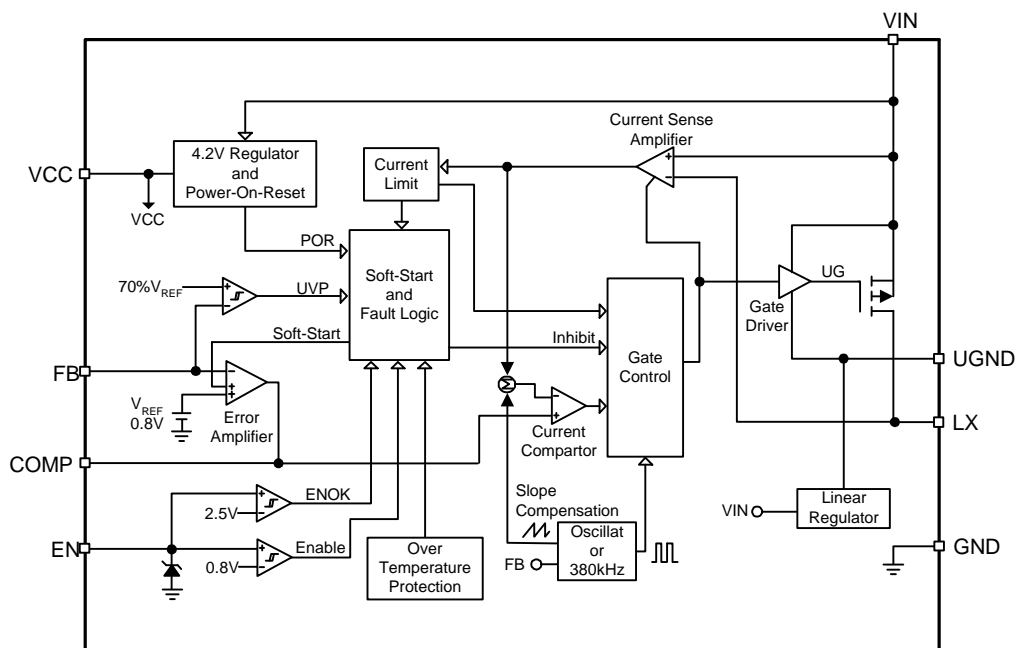 VIN
Current Sense
Amplifier
4.2V Regulator
and
Power-On-Reset
Current
Limit
VCC
VCC
POR
UG
Soft-Start
and
Fault Logic
70%VREF
UVP
Gate
Driver
Soft-Start
Inhibit
Gate
Control
UGND
FB
VREF
0.8V
Error
Amplifier
Σ
Current
Compartor
LX
COMP
ENOK
2.5V
Slope
Compensation
VIN
Linear
Regulator
EN
Enable
0.8V
Over
Temperature
Protection
FB
Oscillat
or
380kHz
GND